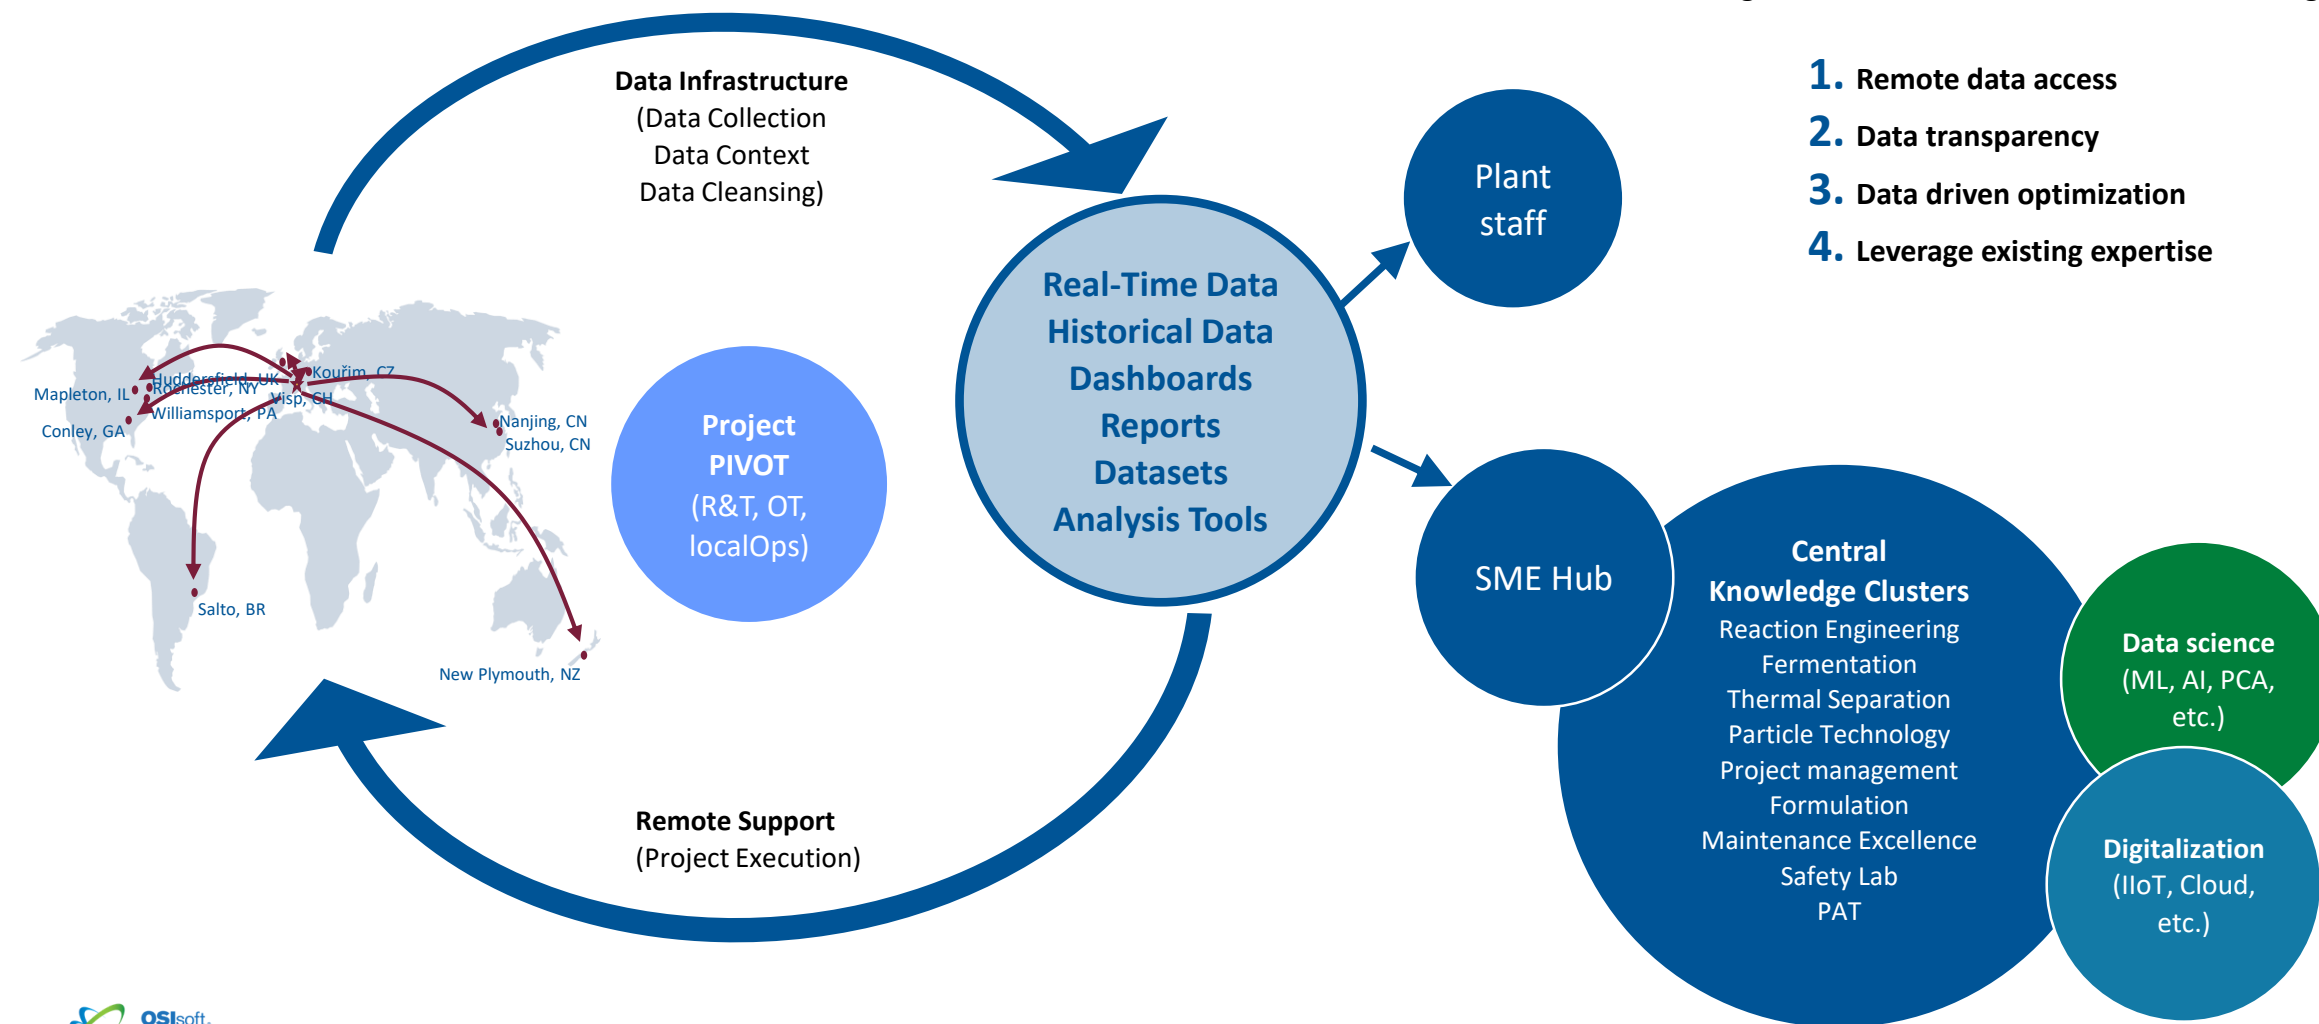 Data Infrastructure
(Data Collection
Data Context
Data Cleansing)
1. Remote data access
2. Data transparency
3. Data driven optimization
4. Leverage existing expertise
Plant
staff
Real-Time Data
Historical Data
Dashboards
Reports
Datasets
Analysis Tools
Mapleton, IL
Huddersfield, UK
Rochester, NY
Williamsport, PA
Conley, GA
Kouřim, CZ
Visp, CH
Nanjing, CN
Suzhou, CN
Salto, BR
New Plymouth, NZ
Project
PIVOT
(R&T, OT,
localOps)
SME Hub
Central
Knowledge Clusters
Reaction Engineering
Fermentation
Thermal Separation
Particle Technology
Project management
Formulation
Maintenance Excellence
Safety Lab
PAT
Data science
(ML, AI, PCA,
etc.)
Digitalization
(IIoT, Cloud,
etc.)
Remote Support
(Project Execution)
OSIsoft.